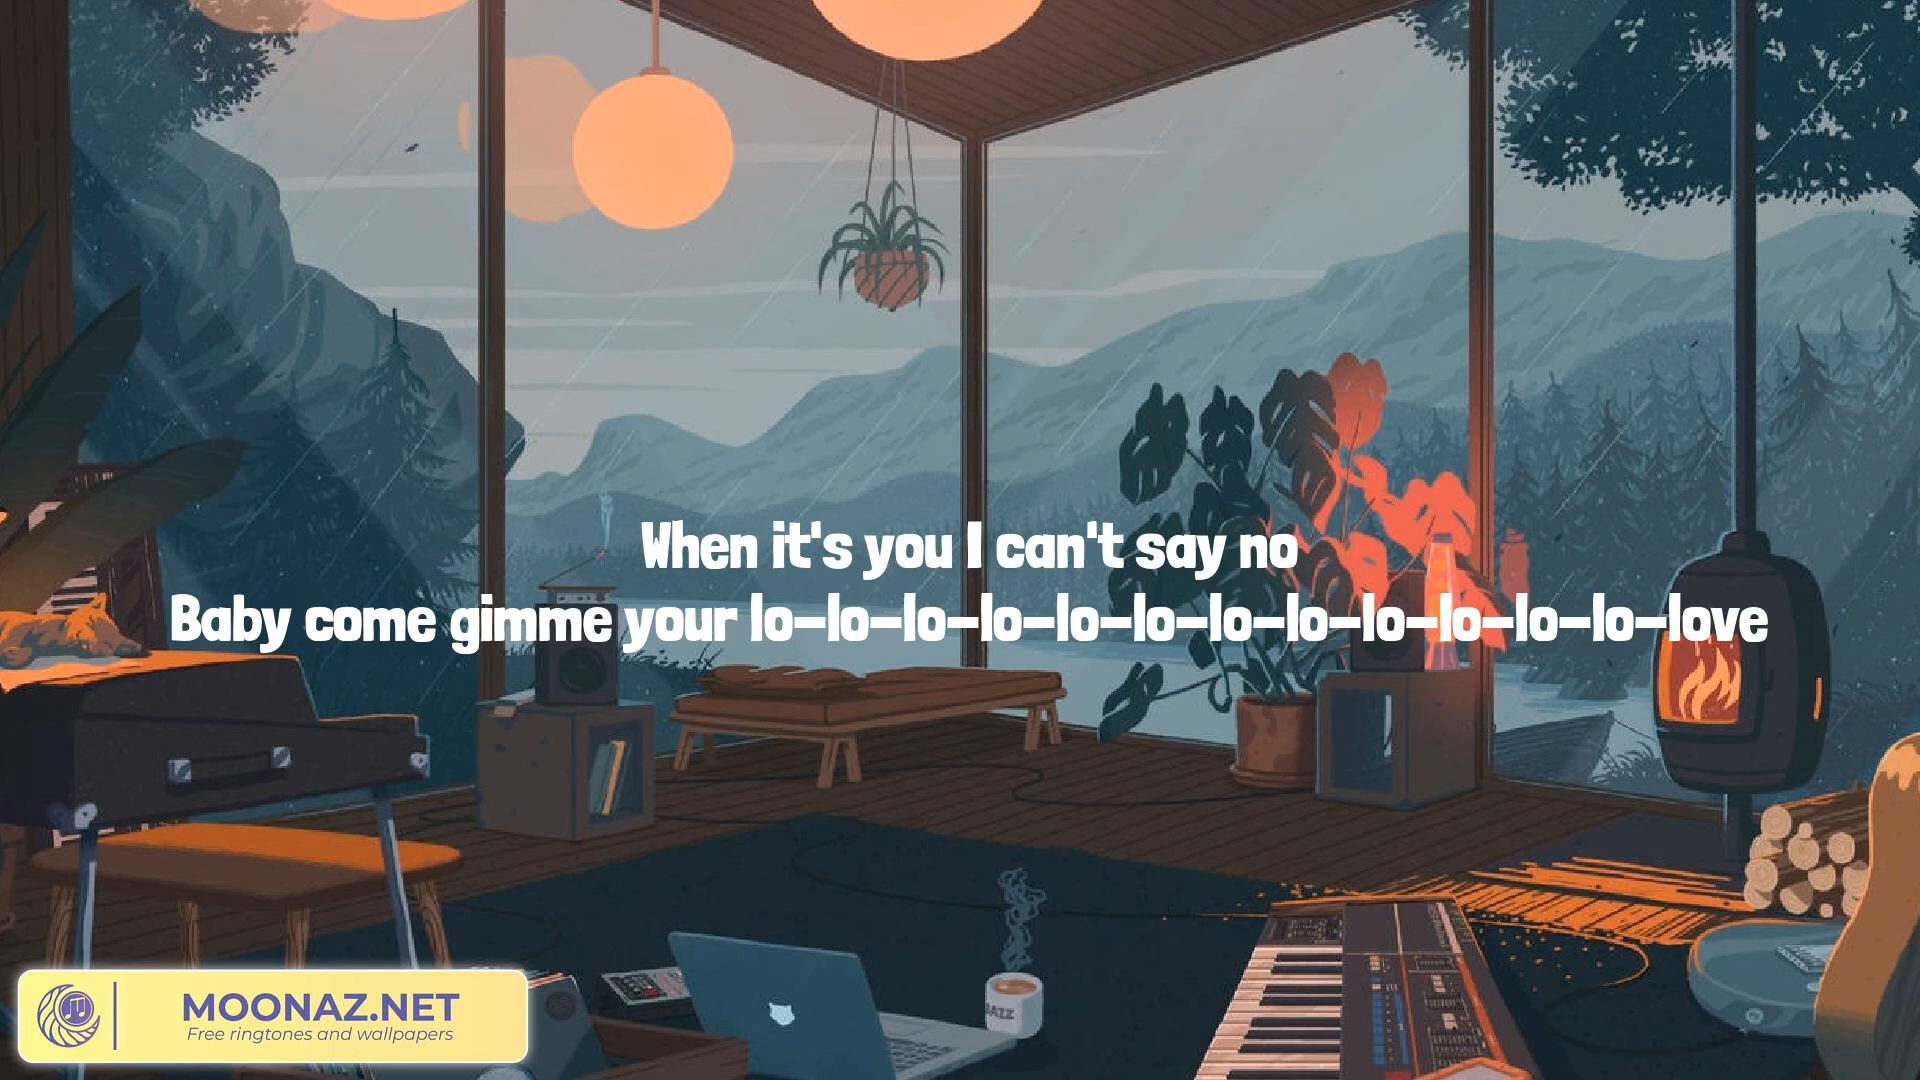 When it's you I can't say no
Baby come gimme your lo-lo-lo-lo-lo-lo-lo-lo-lo-lo-lo-lo-love
MOONAZ.NET
Free ringtones and wallpapers